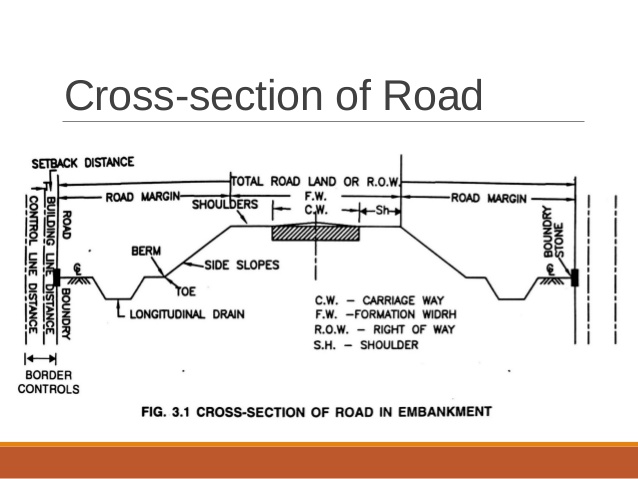 Cross-section of Road
SETBACK DISTANCE
TOTAL ROAD LAND OR R.O.W.
ROAD MARGIN
F.W.
ROAD MARGIN
SHOULDERS
C.W.
Sh
CONTROL LINE DISTANCE
BUILDING LINE DISTANCE
ROAD BOUNDRY
BOUNDRY
STONE
BERM
SIDE SLOPES
TOE
LONGITUDINAL DRAIN
C.W. – CARRIAGE WAY
F.W. –FORMATION WIDRH
R.O.W. – RIGHT OF WAY
S.H. – SHOULDER
BORDER
CONTROLS
FIG. 3.1 CROSS-SECTION OF ROAD IN EMBANKMENT